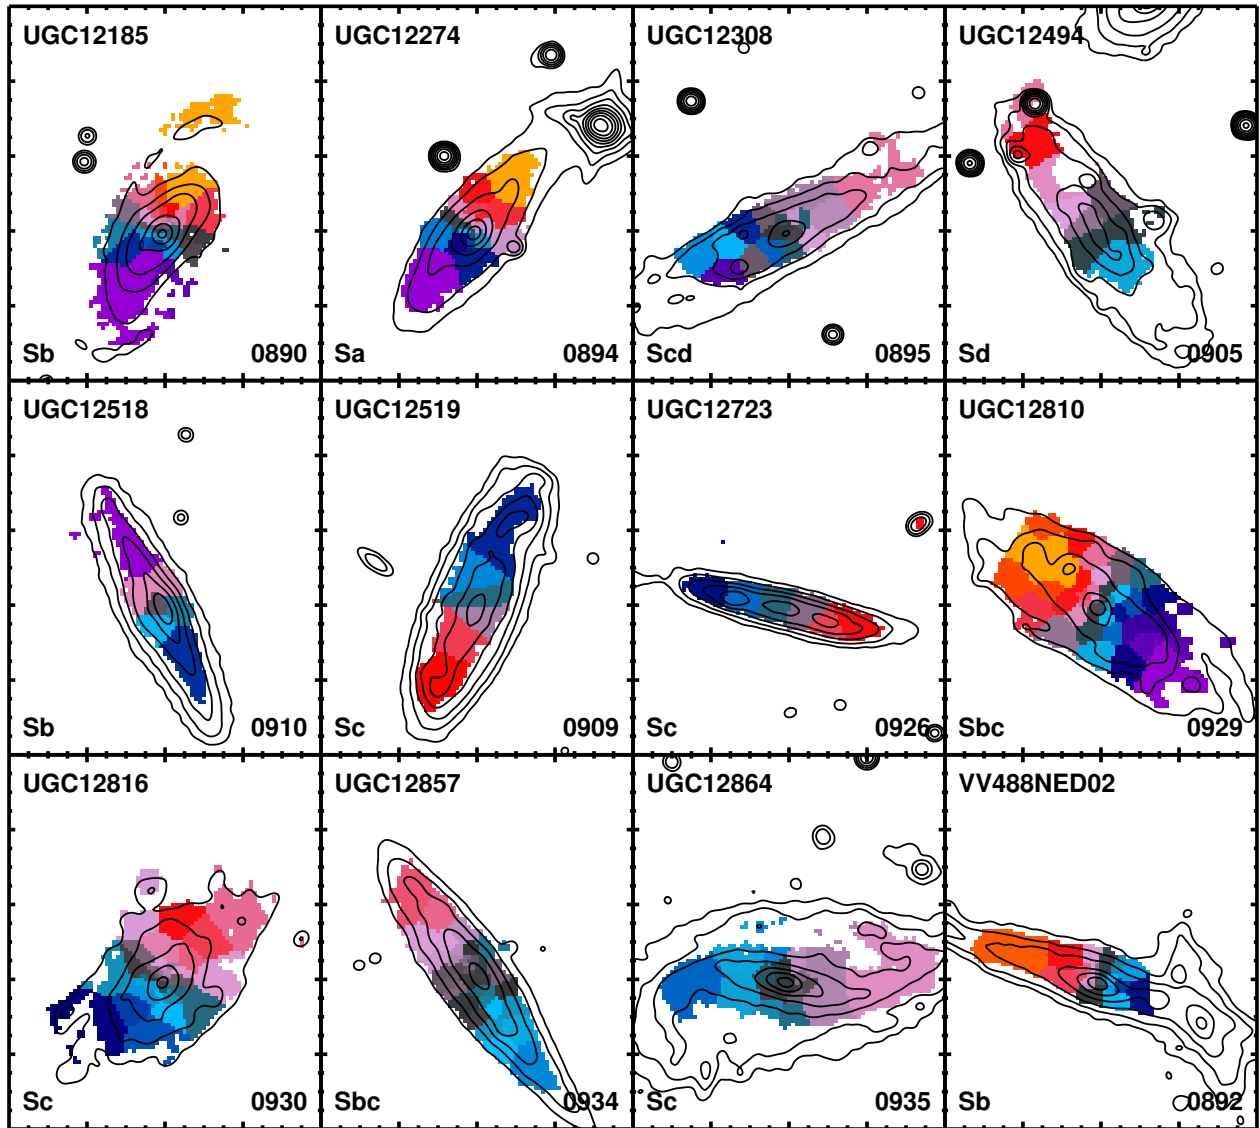 UGC12185 UGC12274 UGC12308 UGC12494
Sb 0890 Sa 0894 Scd 0895 Sd 0905
UGC12518 UGC12519 UGC12723 UGC12810
Sb 0910 Sc 0909 Sc 0926 Sbc 0929
UGC12816 UGC12857 UGC12864 VV488NED02
Sc 0930 Sbc 0934 Sc 0935 Sb 0892